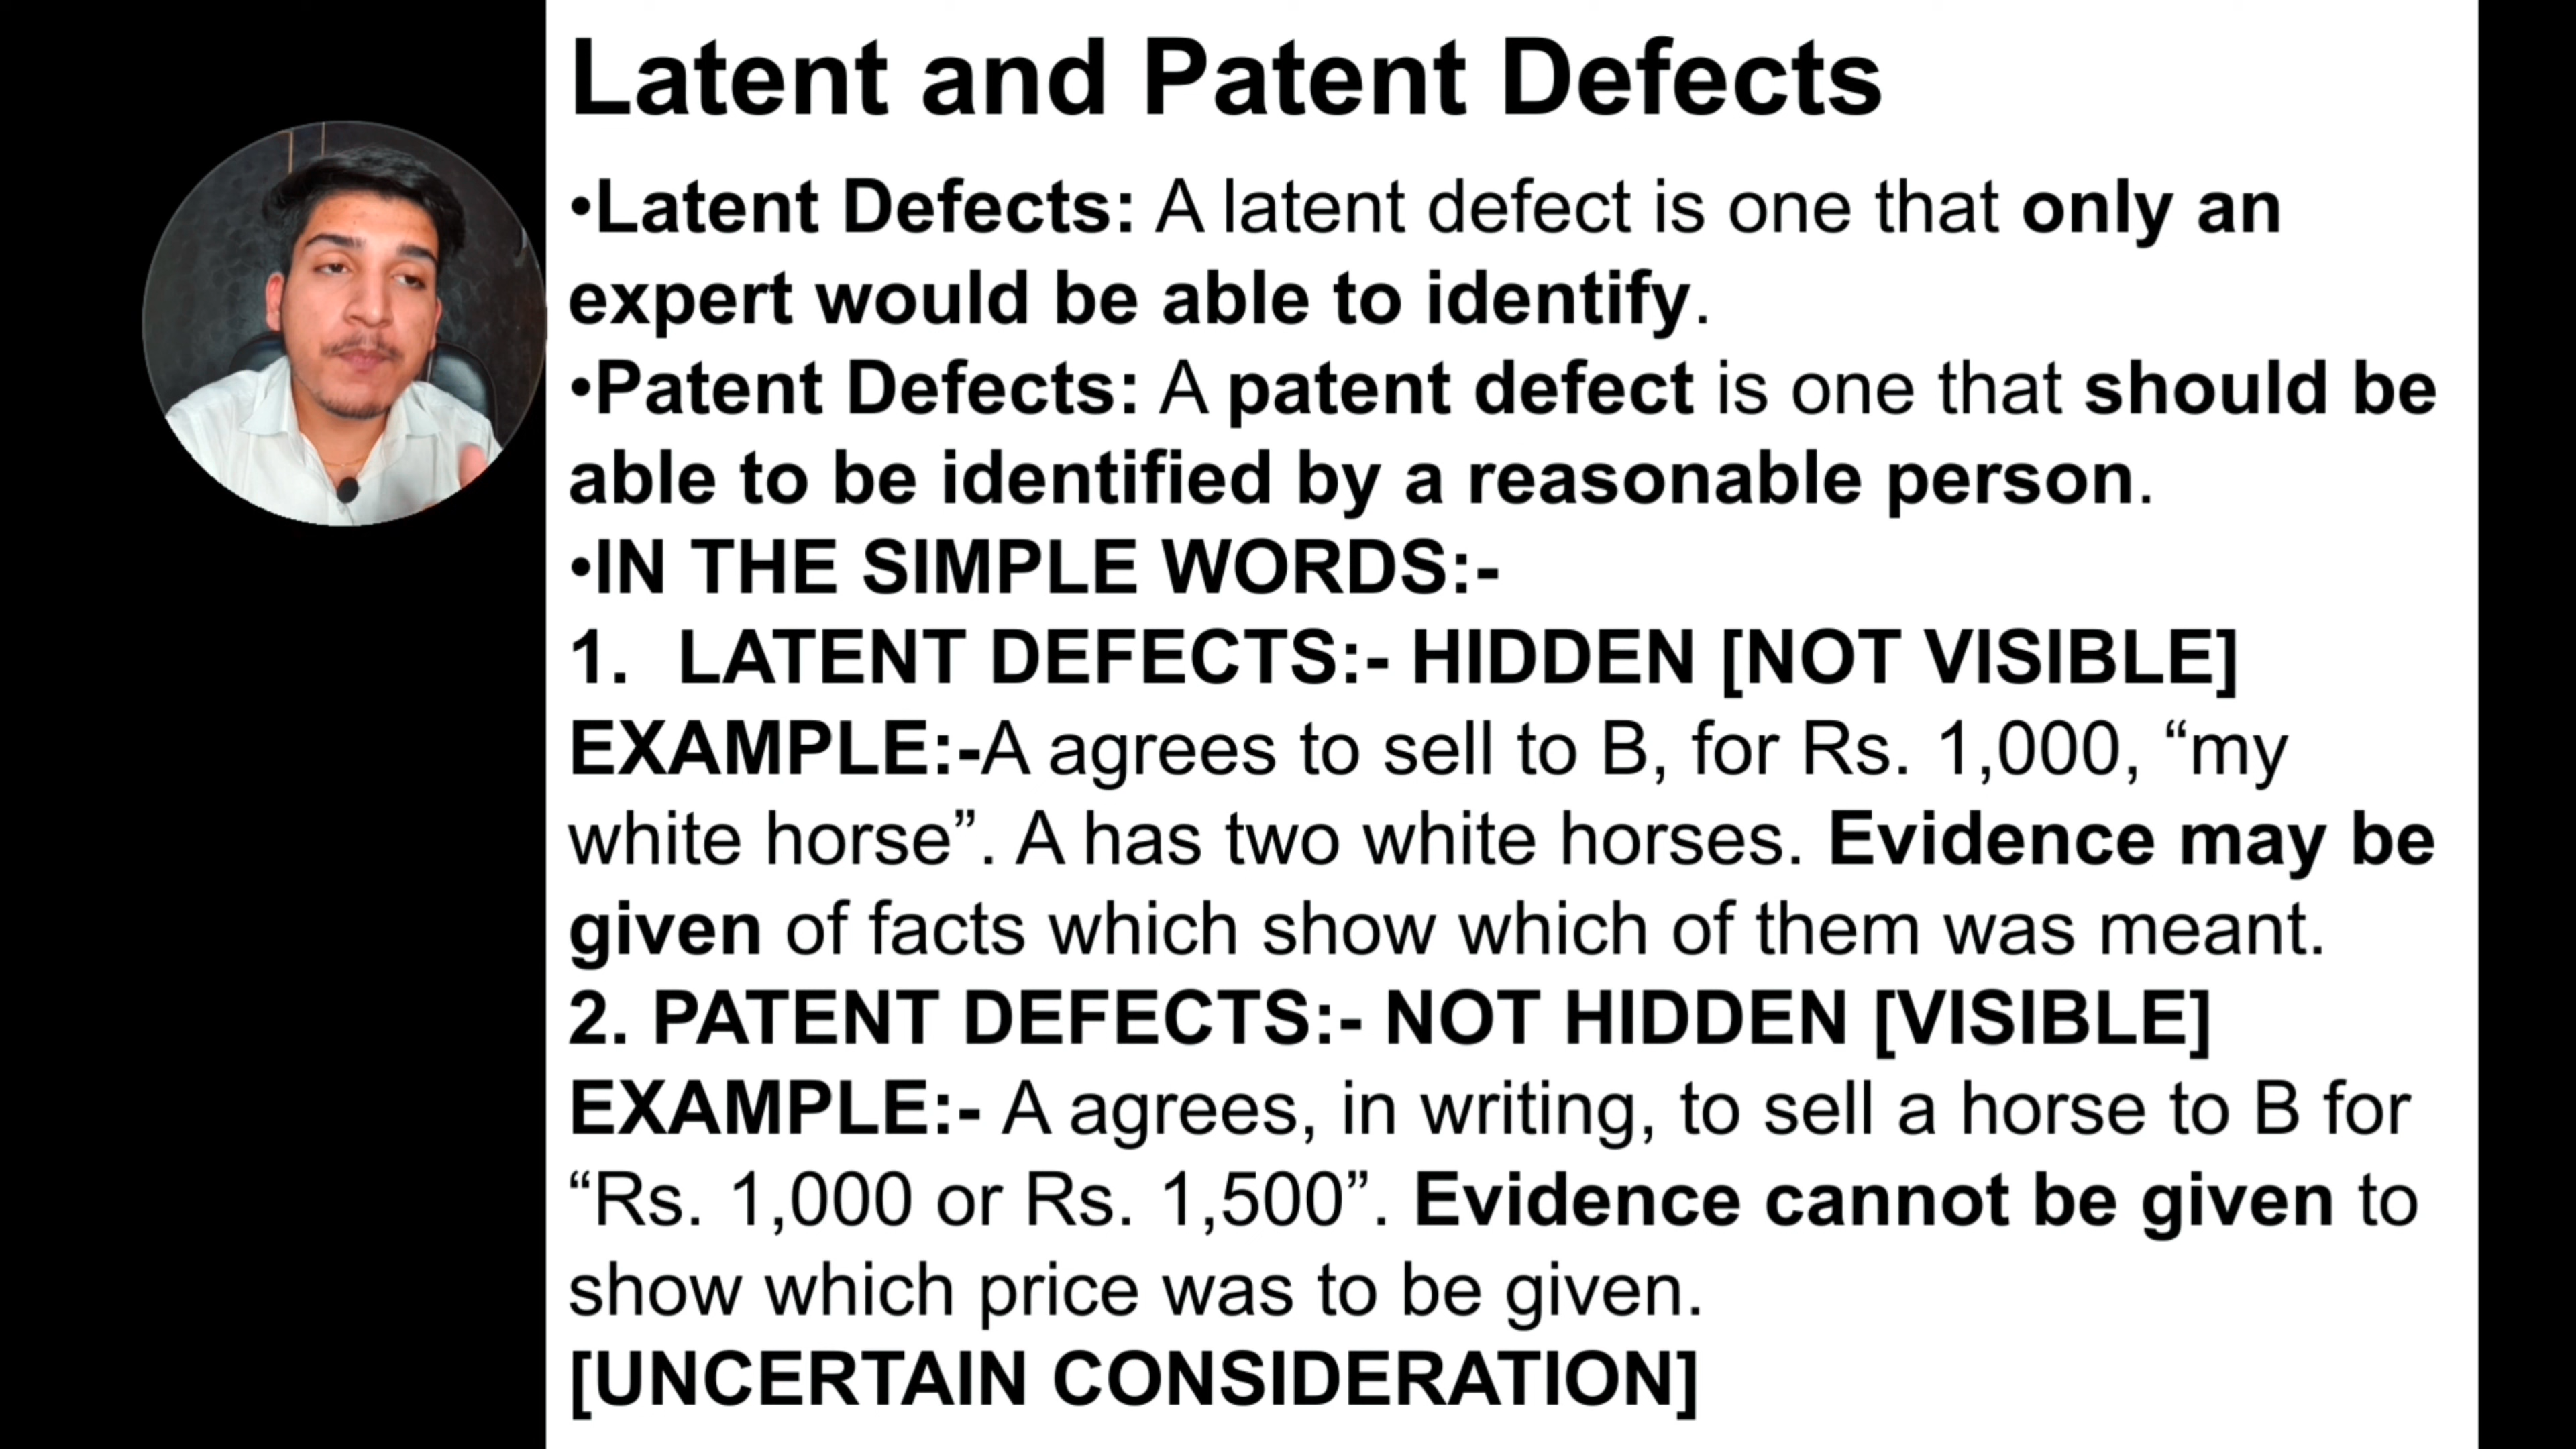 Latent and Patent Defects
•Latent Defects: A latent defect is one that only an
expert would be able to identify.
•Patent Defects: A patent defect is one that should be
able to be identified by a reasonable person.
•IN THE SIMPLE WORDS:-
1. LATENT DEFECTS:- HIDDEN [NOT VISIBLE]
EXAMPLE:-A agrees to sell to B, for Rs. 1,000, “my
white horse”. A has two white horses. Evidence may be
given of facts which show which of them was meant.
2. PATENT DEFECTS:- NOT HIDDEN [VISIBLE]
EXAMPLE:- A agrees, in writing, to sell a horse to B for
“Rs. 1,000 or Rs. 1,500”. Evidence cannot be given to
show which price was to be given.
[UNCERTAIN CONSIDERATION]